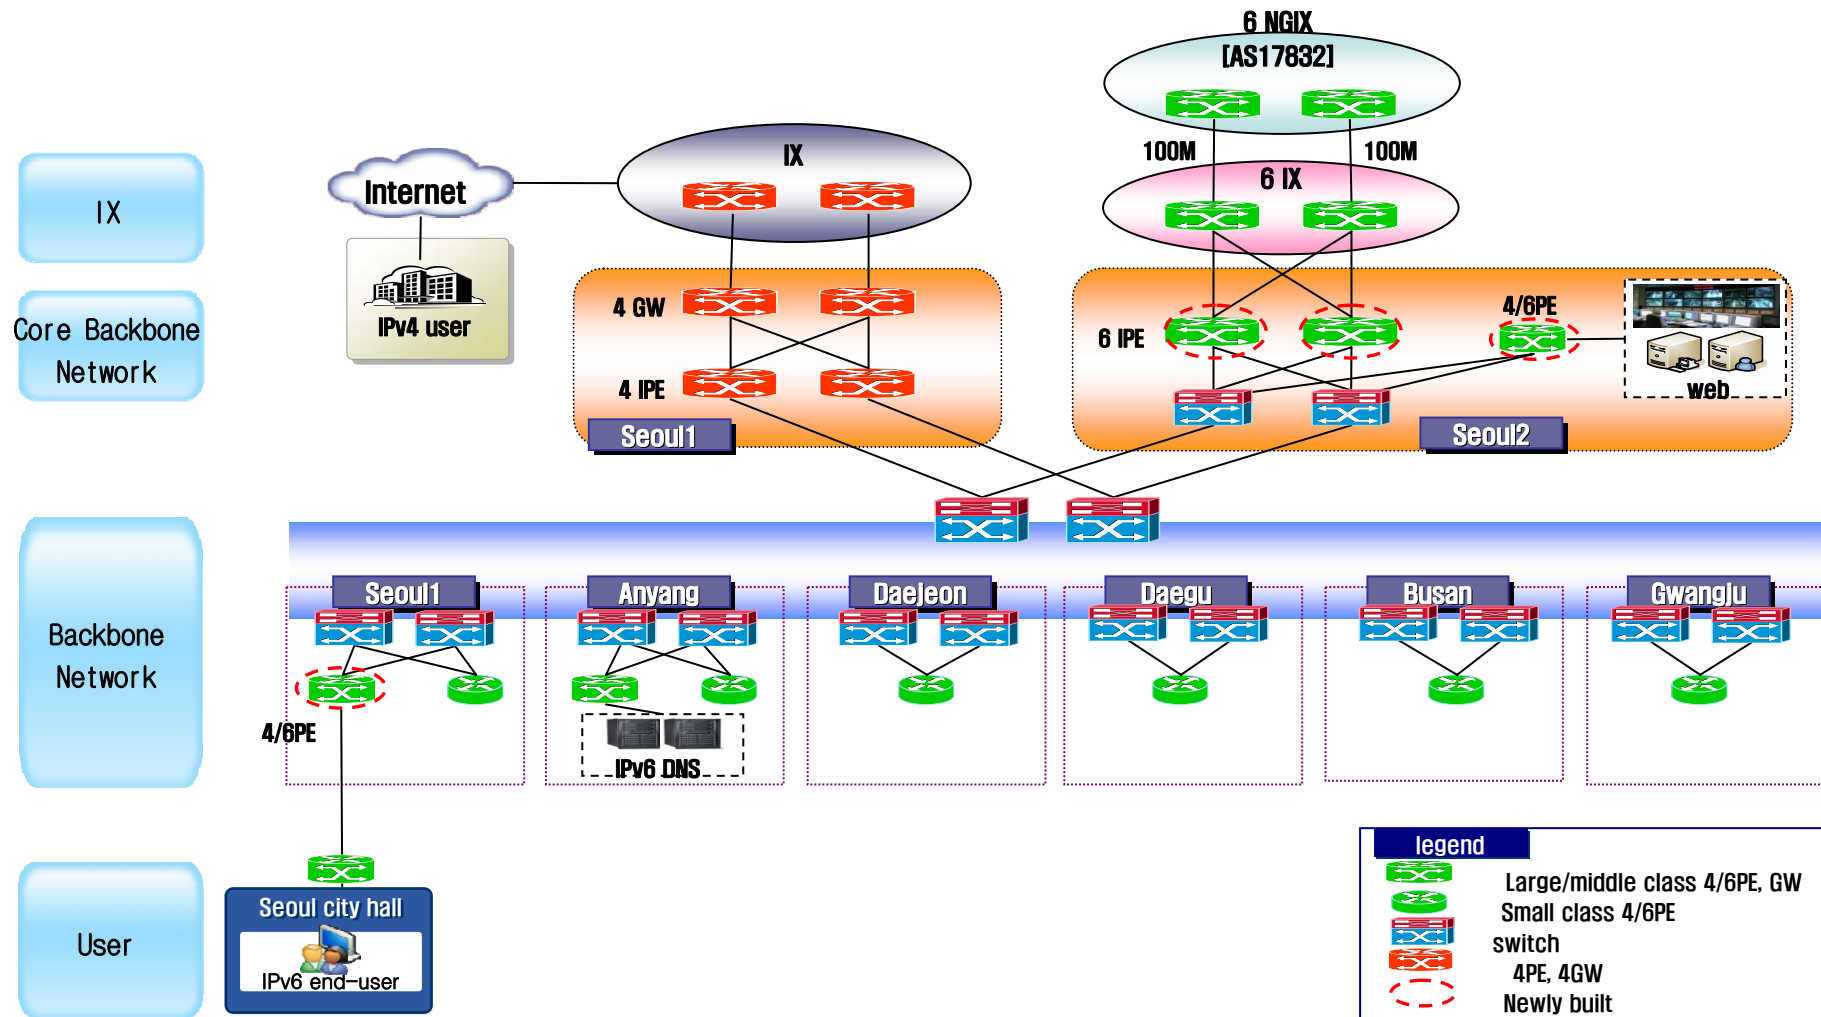 6 NGIX
[AS17832]
100M
100M
IX
6 IX
Internet
IX
IPv4 user
4 GW
4 IPE
Seoul1
6 IPE
4/6PE
web
Seoul2
Core Backbone
Network
Backbone
Network
Seoul1
Anyang
Daejeon
Daegu
Busan
Gwangju
4/6PE
IPv6 DNS
User
Seoul city hall
IPv6 end-user
legend
Large/middle class 4/6PE, GW
Small class 4/6PE
switch
4PE, 4GW
Newly built